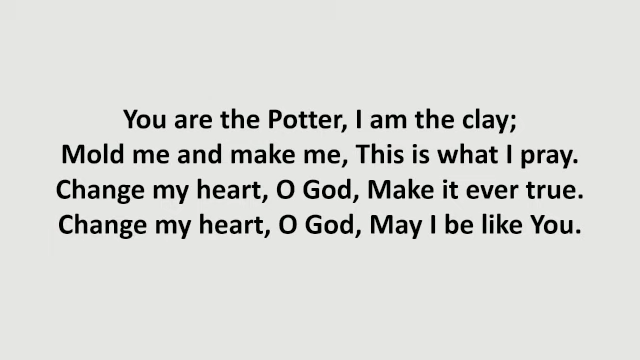 You are the Potter, I am the clay;
Mold me and make me, This is what I pray.
Change my heart, O God, Make it ever true.
Change my heart, O God, May I be like You.